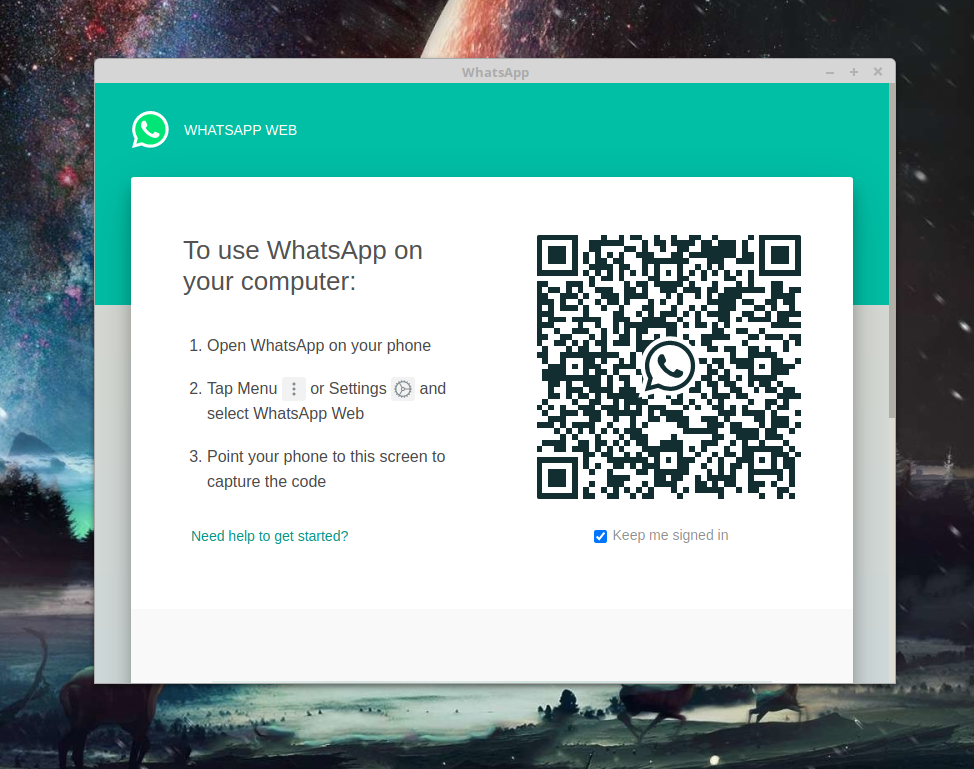 WhatsApp
WHATSAPP WEB
To use WhatsApp on
your computer:
1. Open WhatsApp on your phone
2. Tap Menu or Settings and
select WhatsApp Web
3. Point your phone to this screen to
capture the code
Need help to get started?
Keep me signed in